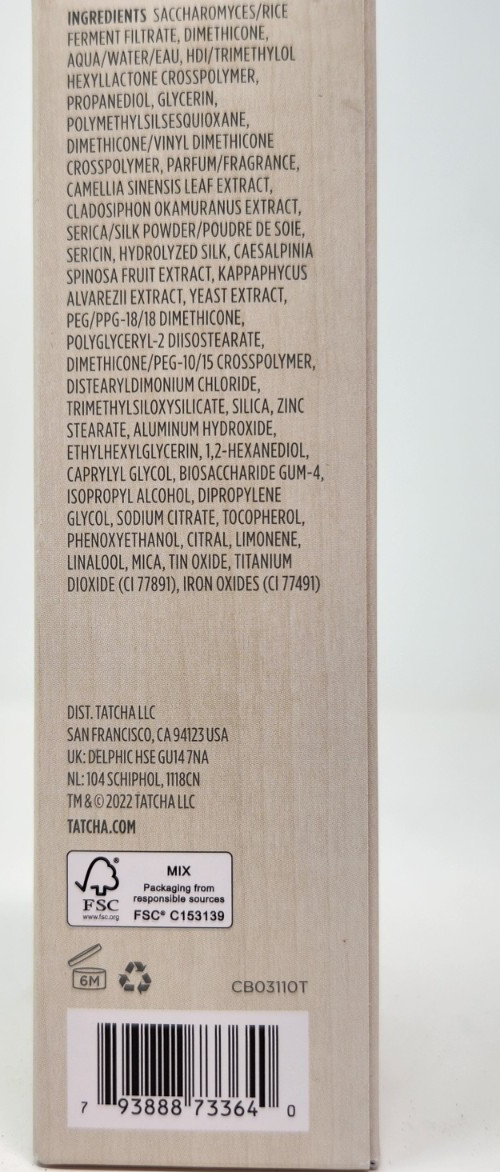 INGREDIENTS SACCHAROMYCES/RICE
FERMENT FILTRATE, DIMETHICONE,
AQUA/WATER/EAU, HDI/TRIMETHYLOL
HEXYLLACTONE CROSSPOLYMER,
PROPANEDIOL, GLYCERIN,
POLYMETHYLSILSESQUIOXANE,
DIMETHICONE/VINYL DIMETHICONE
CROSSPOLYMER, PARFUM/FRAGRANCE,
CAMELLIA SINENSIS LEAF EXTRACT,
CLADOSIPHON OKAMURANUS EXTRACT,
SERICA/SILK POWDER/POUDRE DE SOIE,
SERICIN, HYDROLYZED SILK, CAESALPINIA
SPINOSA FRUIT EXTRACT, KAPPAPHYCUS
ALVAREZII EXTRACT, YEAST EXTRACT,
PEG/PPG-18/18 DIMETHICONE,
POLYGLYCERYL-2 DIISOSTEARATE,
DIMETHICONE/PEG-10/15 CROSSPOLYMER,
DISTEARYLDIMONIUM CHLORIDE,
TRIMETHYLSILOXYSILICATE, SILICA, ZINC
STEARATE, ALUMINUM HYDROXIDE,
ETHYLHEXYLGLYCERIN, 1,2-HEXANEDIOL,
CAPRYLYL GLYCOL, BIOSACCHARIDE GUM-4,
ISOPROPYL ALCOHOL, DIPROPYLENE
GLYCOL, SODIUM CITRATE, TOCOPHEROL,
PHENOXYETHANOL, CITRAL, LIMONENE,
LINALOOL, MICA, TIN OXIDE, TITANIUM
DIOXIDE (CI 77891), IRON OXIDES (CI 77491)
DIST. TATCHA LLC
SAN FRANCISCO, CA 94123 USA
UK: DELPHIC HSE GU14 7NA
NL: 104 SCHIPHOL, 1118CN
TM & © 2022 TATCHA LLC
TATCHA.COM
FSC®
www.fsc.org
MIX
Packaging from
responsible sources
FSC® C153139
6M
CB03110T
7 93888 73364 0